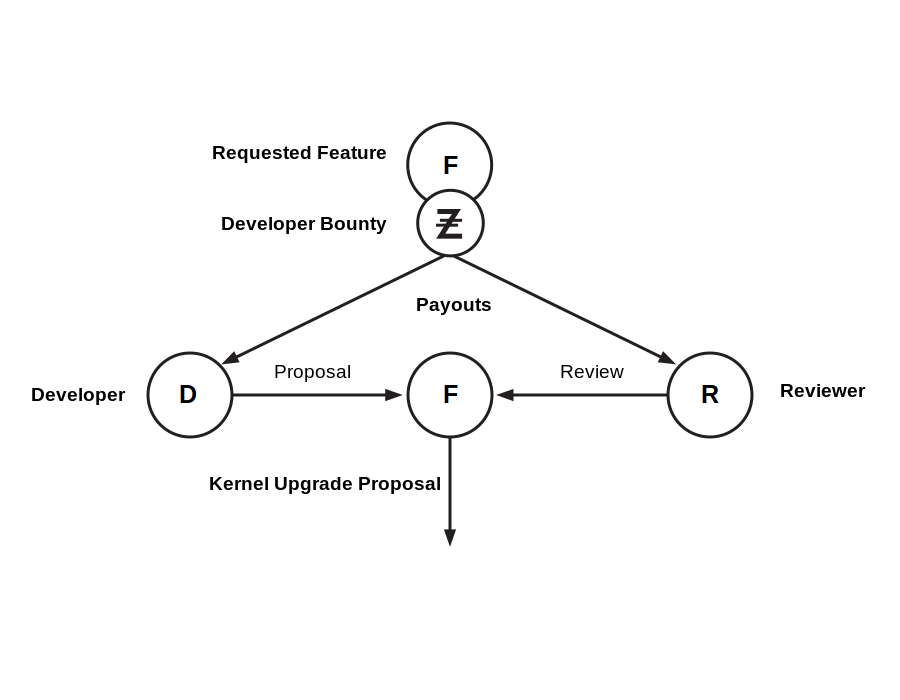 Requested Feature
F
Developer Bounty
Payouts
Proposal
Review
Developer
D
F
R
Reviewer
Kernel Upgrade Proposal